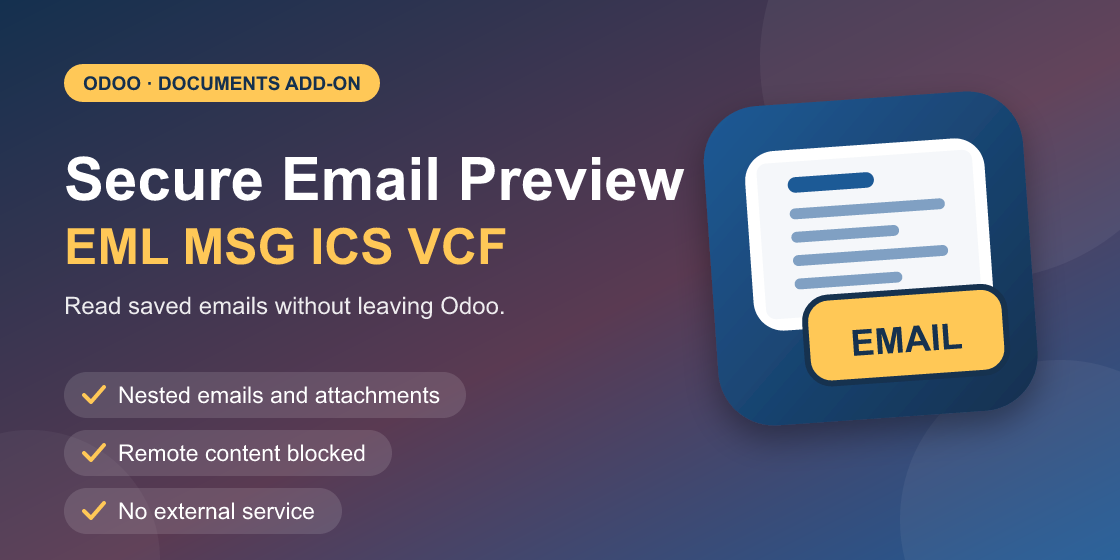 ODOO · DOCUMENTS ADD-ON
Secure Email Preview
EML MSG ICS VCF
Read saved emails without leaving Odoo.
EMAIL
Nested emails and attachments
Remote content blocked
No external service